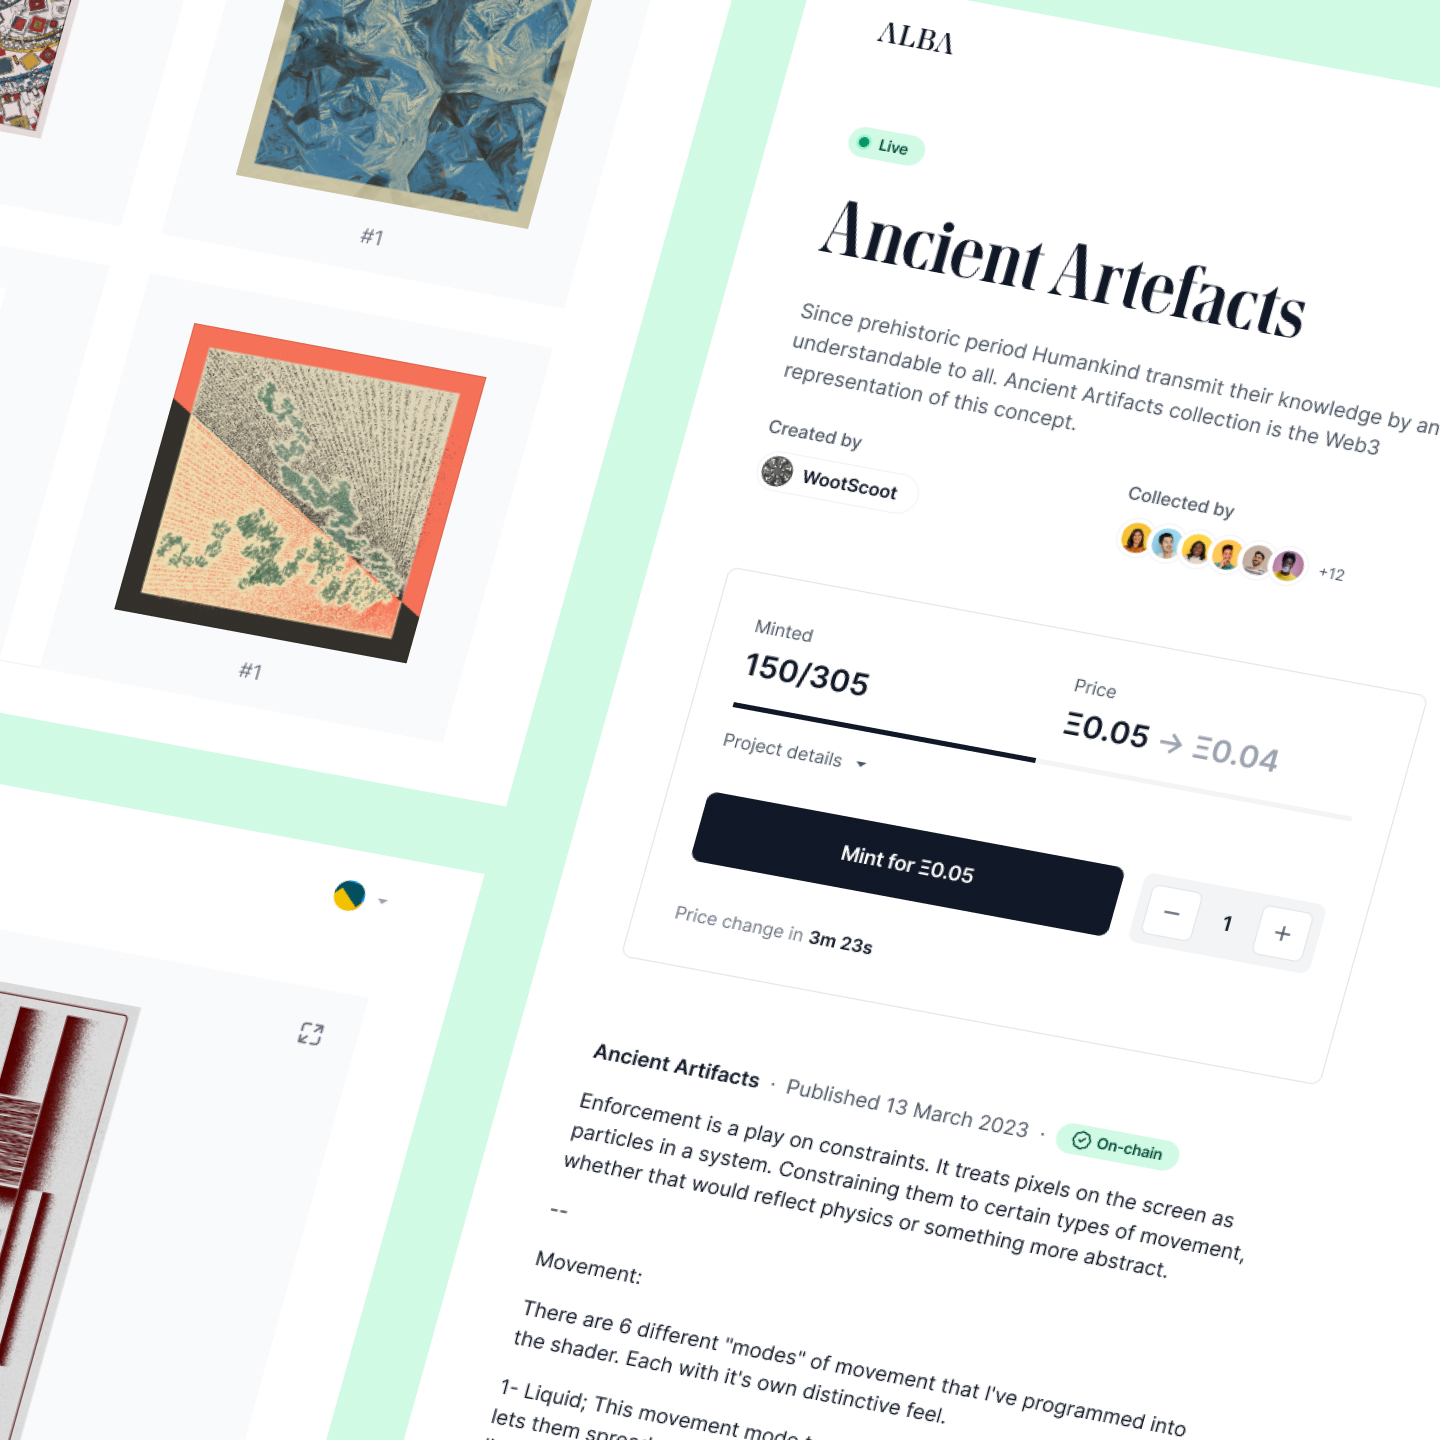 #1
#1
ALBA
Live
Ancient Artefacts
Since prehistoric period Humankind transmit their knowledge by an
understandable to all. Ancient Artifacts collection is the Web3
representation of this concept.
Created by
WootScoot
Collected by
+12
Minted
150/305
Price
Ξ0.05 → Ξ0.04
Project details
Mint for Ξ0.05
− 1 +
Price change in 3m 23s
Ancient Artifacts · Published 13 March 2023 · On-chain
Enforcement is a play on constraints. It treats pixels on the screen as
particles in a system. Constraining them to certain types of movement,
whether that would reflect physics or something more abstract.
--
Movement:
There are 6 different "modes" of movement that I've programmed into
the shader. Each with it's own distinctive feel.
1- Liquid; This movement mode
lets them